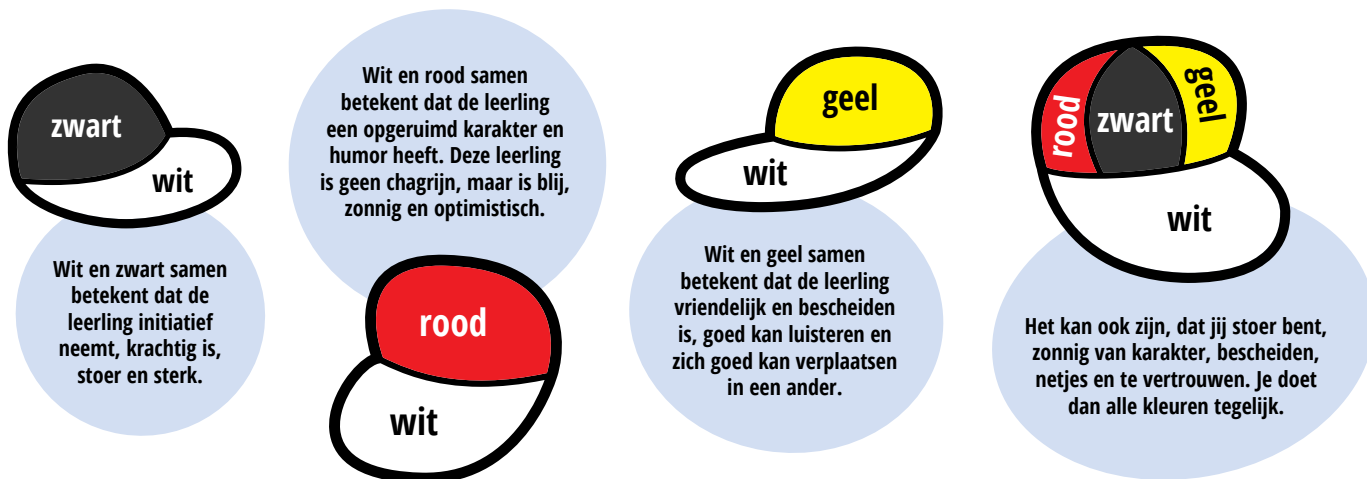 zwart
wit
Wit en zwart samen
betekent dat de
leerling initiatief
neemt, krachtig is,
stoer en sterk.
Wit en rood samen
betekent dat de leerling
een opgeruimd karakter en
humor heeft. Deze leerling
is geen chagrijn, maar is blij,
zonnig en optimistisch.
rood
wit
geel
wit
Wit en geel samen
betekent dat de leerling
vriendelijk en bescheiden
is, goed kan luisteren en
zich goed kan verplaatsen
in een ander.
rood
zwart
geel
wit
Het kan ook zijn, dat jij stoer bent,
zonnig van karakter, bescheiden,
netjes en te vertrouwen. Je doet
dan alle kleuren tegelijk.